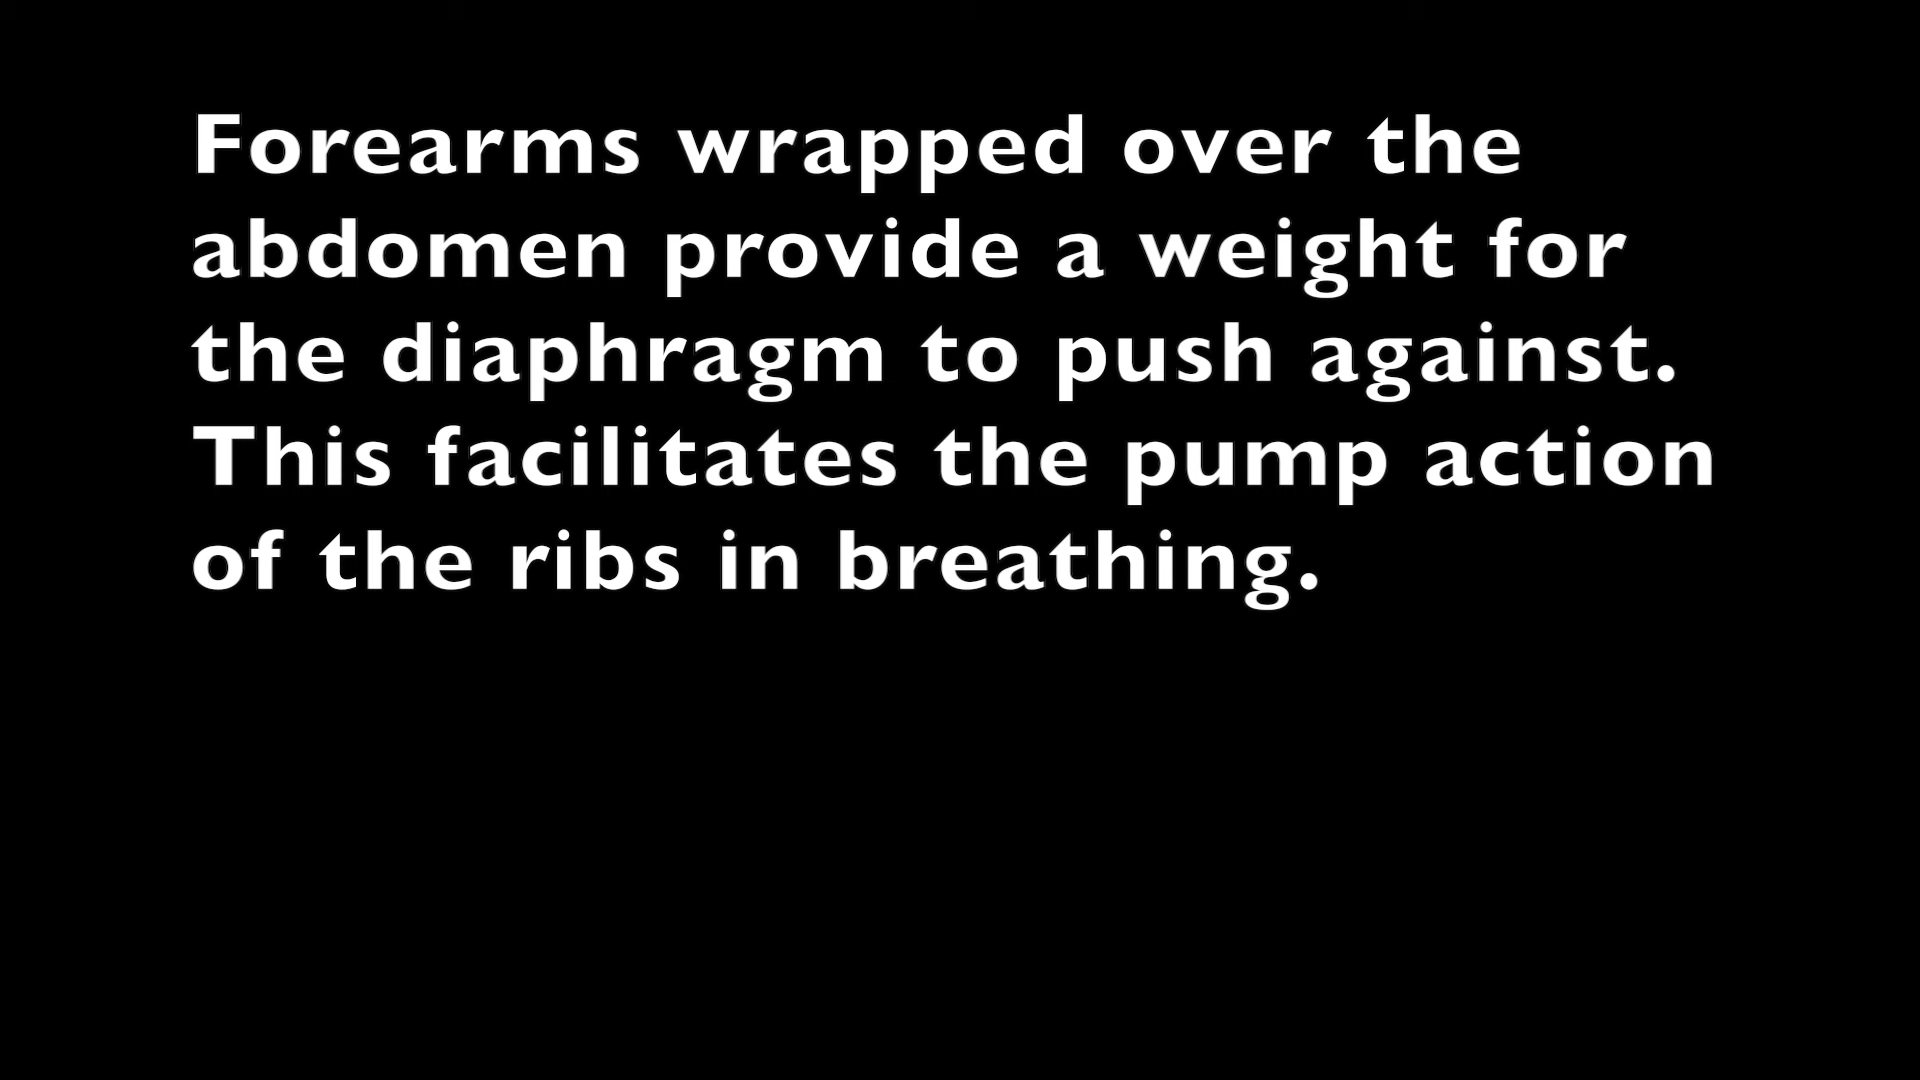 Forearms wrapped over the
abdomen provide a weight for
the diaphragm to push against.
This facilitates the pump action
of the ribs in breathing.